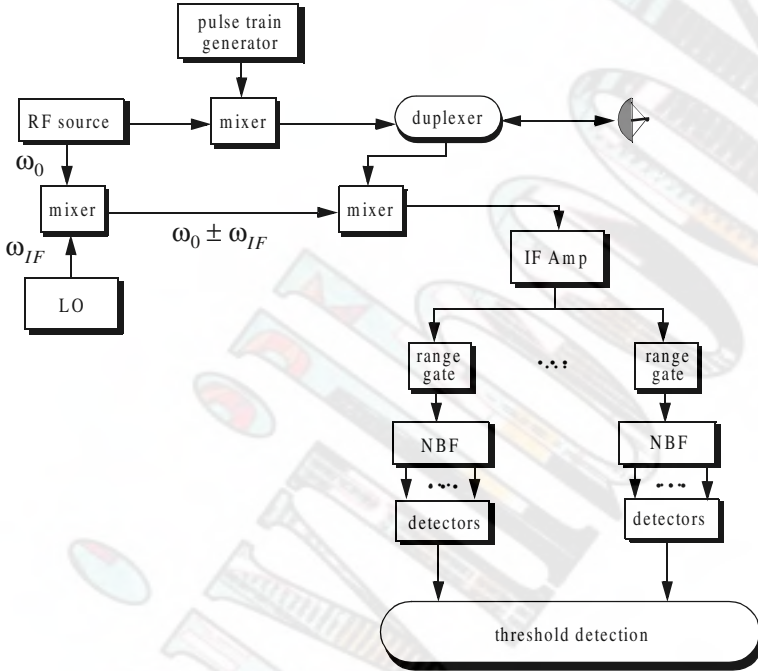 pulse train
generator
RF source
mixer
duplexer
ω0
mixer
mixer
ω0 ± ωIF
ωIF
IF Amp
LO
range
gate
range
gate
NBF
NBF
detectors
detectors
threshold detection